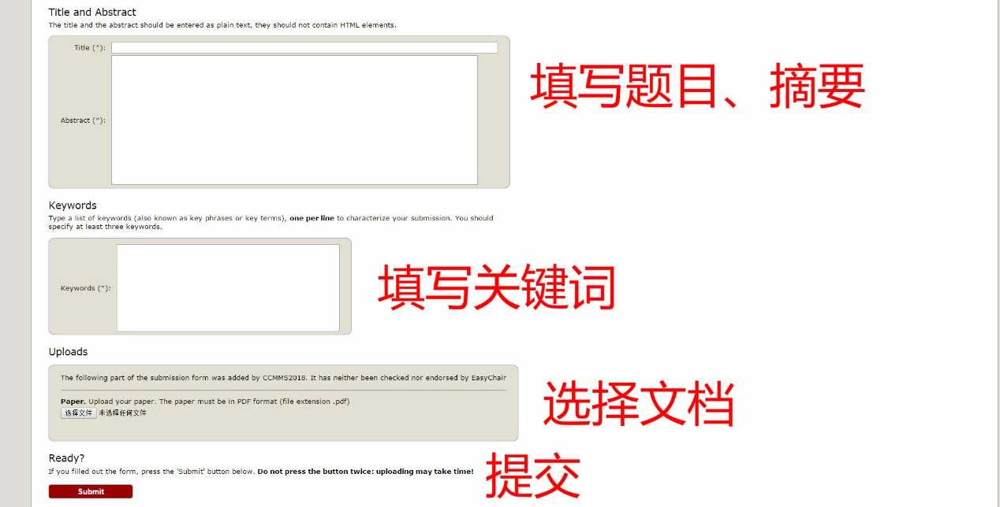 Title and Abstract
The title and the abstract should be entered as plain text, they should not contain HTML elements.
Title (*):
填写题目、摘要
Abstract (*):
Keywords
Type a list of keywords (also known as key phrases or key terms), one per line to characterize your submission. You should
specify at least three keywords.
Keywords (*):
填写关键词
Uploads
The following part of the submission form was added by CCMMS2018. It has neither been checked nor endorsed by EasyChair
Paper. Upload your paper. The paper must be in PDF format (file extension .pdf)
选择文件 未选择任何文件
选择文档
Ready?
If you filled out the form, press the 'Submit' button below. Do not press the button twice: uploading may take time!
提交
Submit